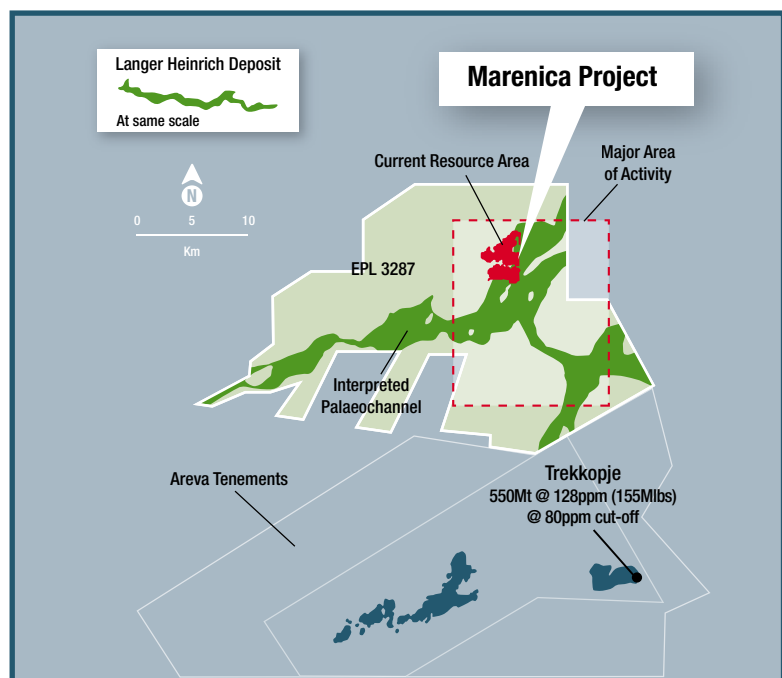 Langer Heinrich Deposit
At same scale
Marenica Project
Current Resource Area
Major Area
of Activity
N
0 5 10
Km
EPL 3287
Interpreted
Palaeochannel
Areva Tenements
Trekkopje
550Mt @ 128ppm (155Mlbs)
@ 80ppm cut-off